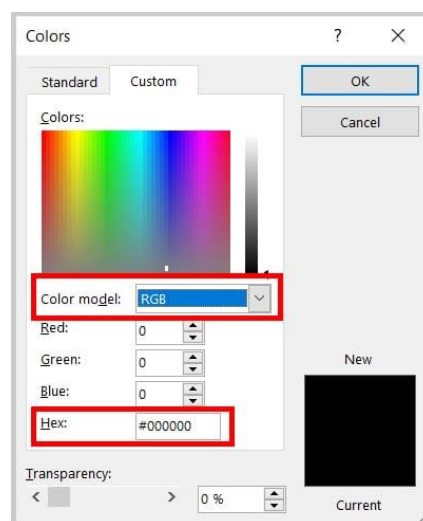 Colors ? ×
Standard Custom
OK
Cancel
Colors:
Color model: RGB
Red: 0
Green: 0
Blue: 0
Hex: #000000
Transparency:
0 %
New
Current